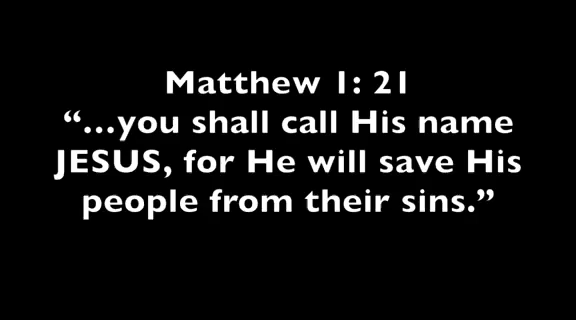 Matthew 1: 21
“...you shall call His name
JESUS, for He will save His
people from their sins.”